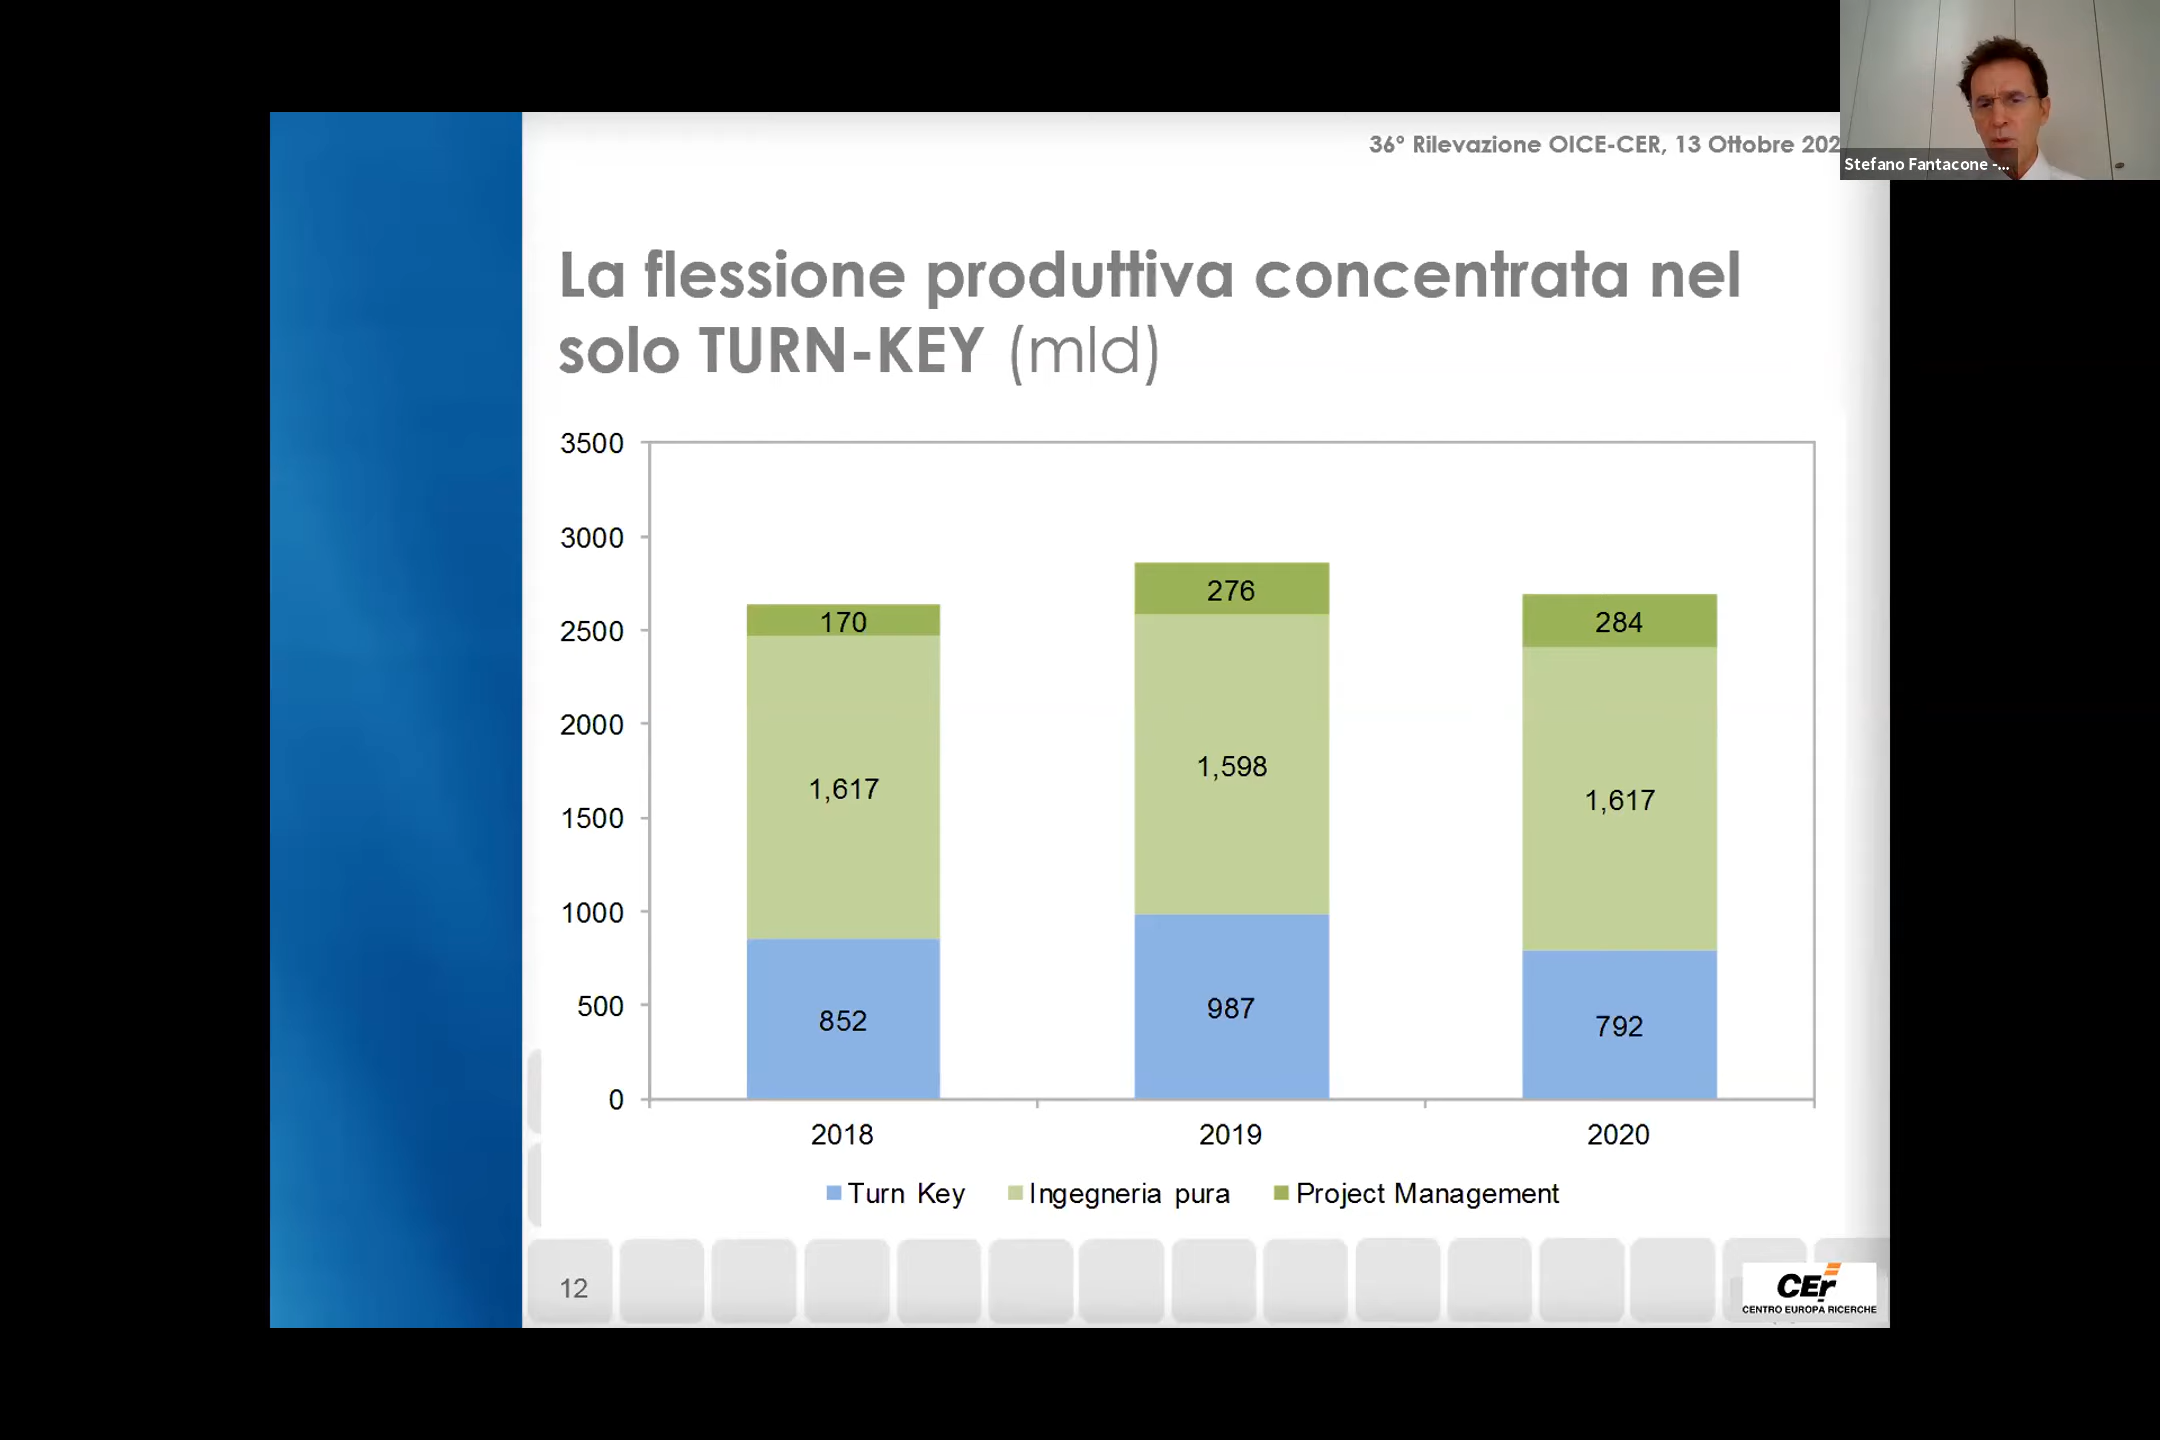 36° Rilevazione OICE-CER, 13 Ottobre 202
Stefano Fantacone -...
La flessione produttiva concentrata nel
solo TURN-KEY (mld)
3500
3000
2500
2000
1500
1000
500
0
170
276
284
1,617
1,598
1,617
852
987
792
2018 2019 2020
Turn Key Ingegneria pura Project Management
12
CEr
CENTRO EUROPA RICERCHE